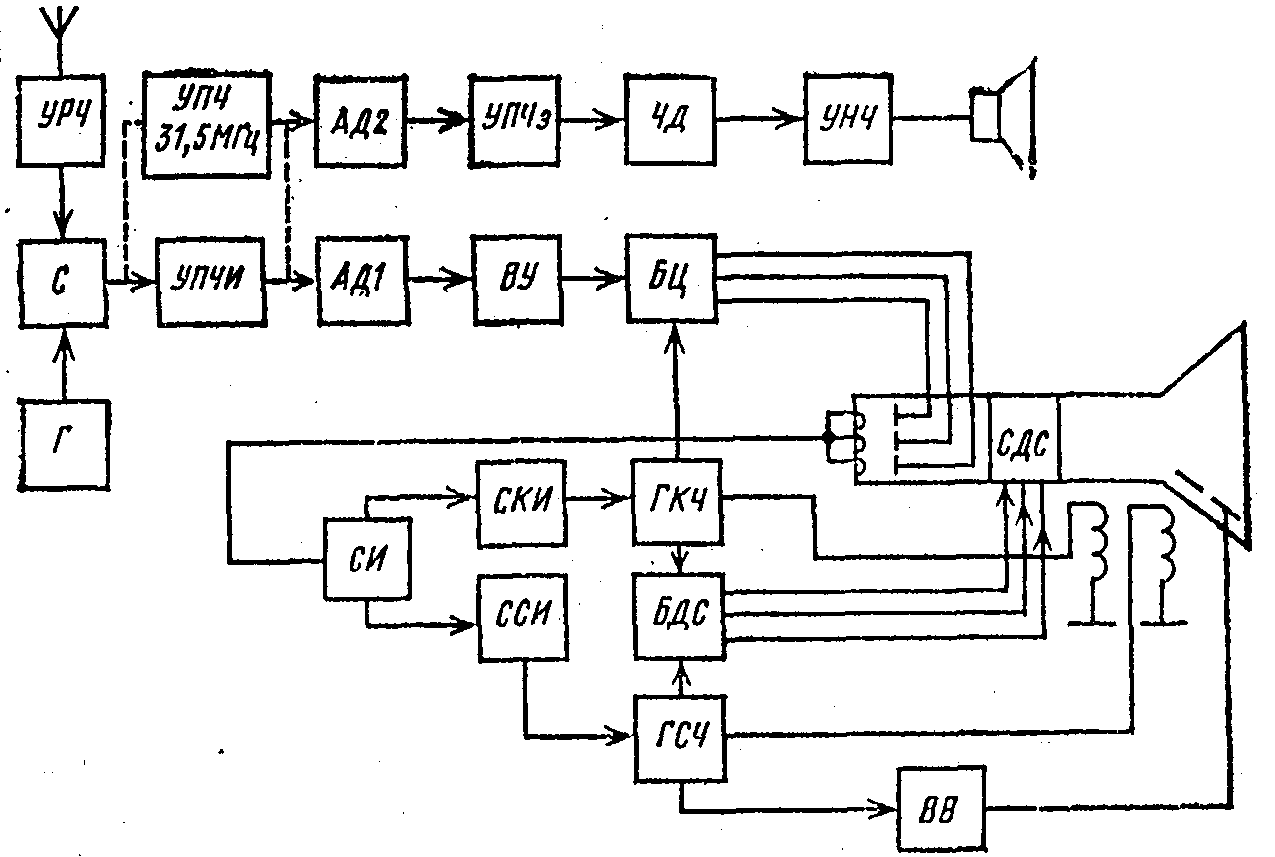 УРЧ
УПЧ
31,5МГц
АД2
УПЧз
ЧД
УНЧ
С
УПЧИ
АД1
ВУ
БЦ
Г
СДС
СКИ
ГКЧ
СИ
ССИ
БДС
ГСЧ
ВВ